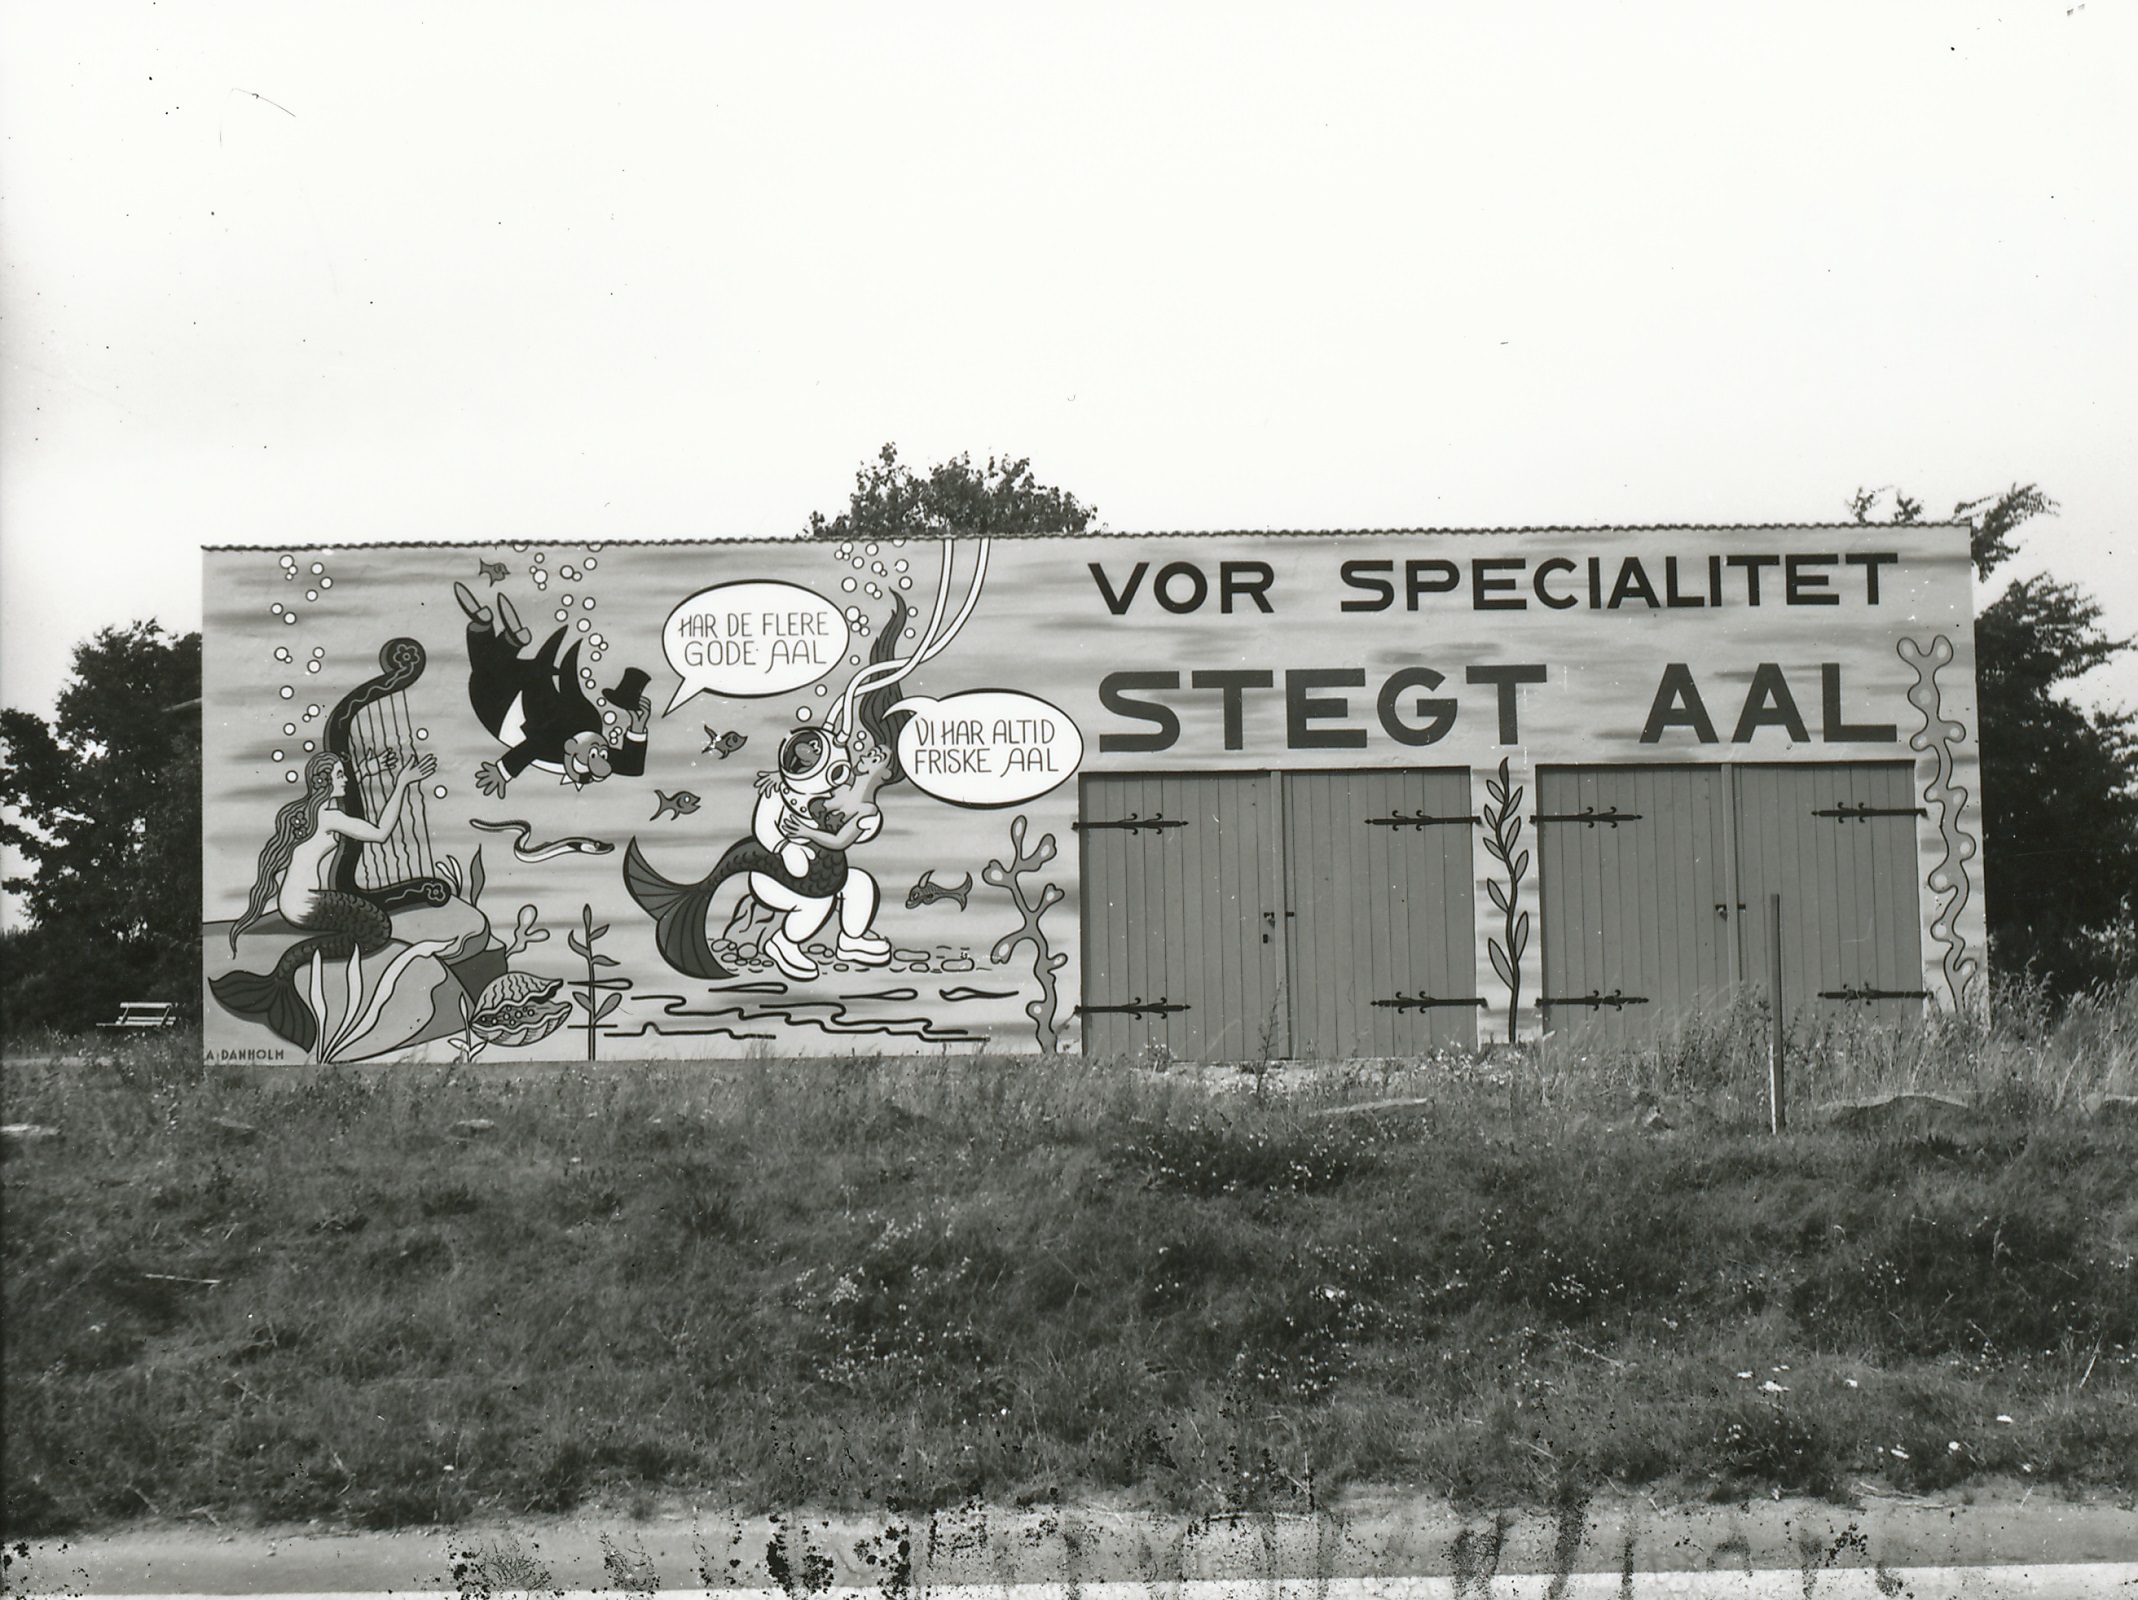 VOR SPECIALITET
STEGT AAL
HAR DE FLERE
GODE AAL
VI HAR ALTID
FRISKE AAL
A. DANHOLM